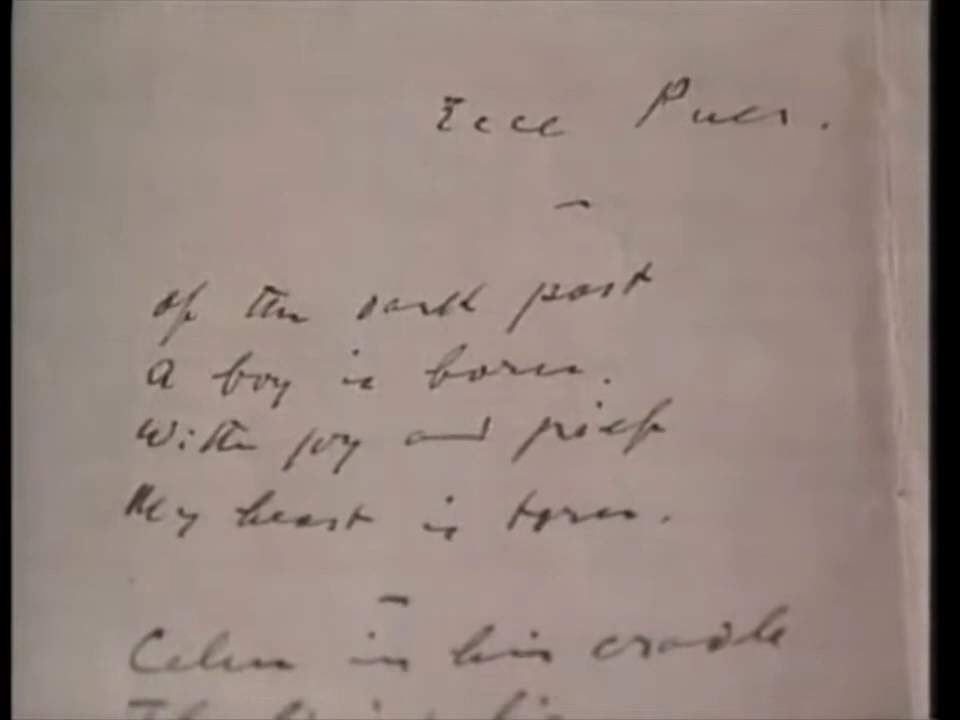 Ecce Puer.
Of the dark past
A boy is born.
With joy and grief
My heart is torn.
Calm in his cradle
The